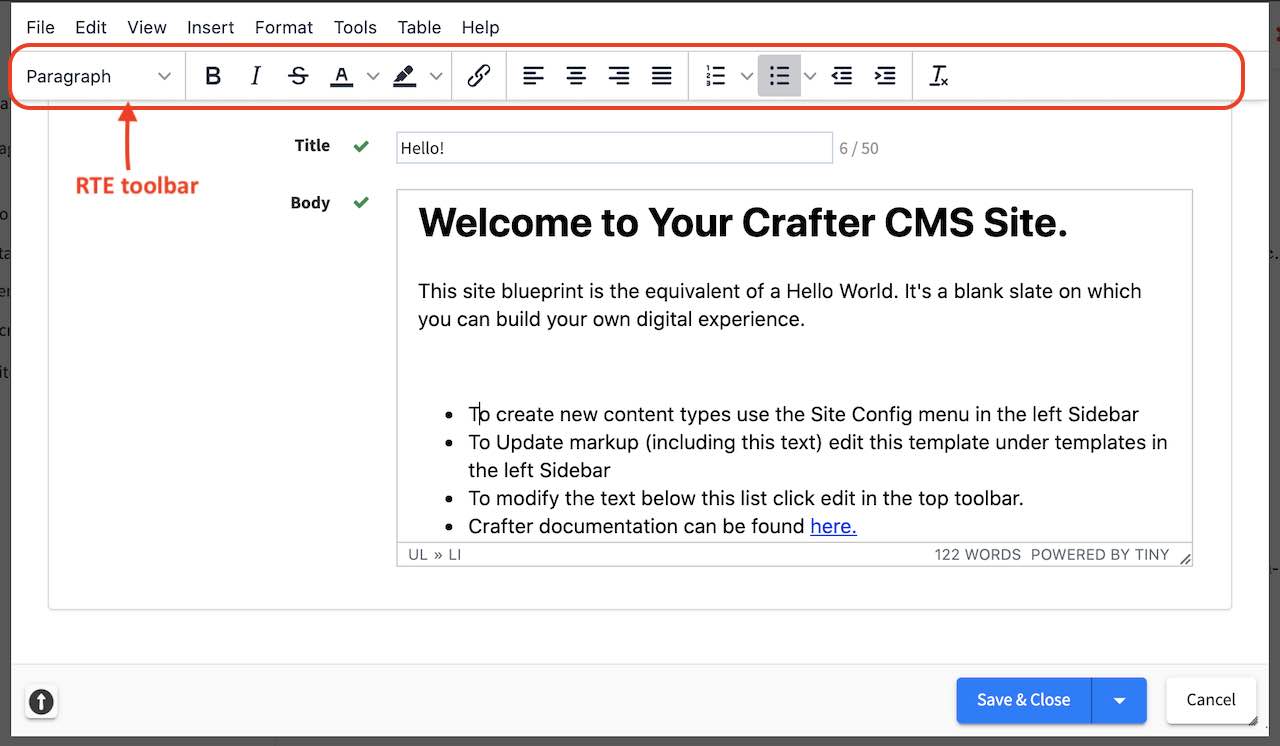 File Edit View Insert Format Tools Table Help
Paragraph B I S A
RTE toolbar
Title Hello! 6 / 50
Body
Welcome to Your Crafter CMS Site.
This site blueprint is the equivalent of a Hello World. It's a blank slate on which
you can build your own digital experience.
• To create new content types use the Site Config menu in the left Sidebar
• To Update markup (including this text) edit this template under templates in
the left Sidebar
• To modify the text below this list click edit in the top toolbar.
• Crafter documentation can be found here.
UL » LI 122 WORDS POWERED BY TINY
Save & Close Cancel